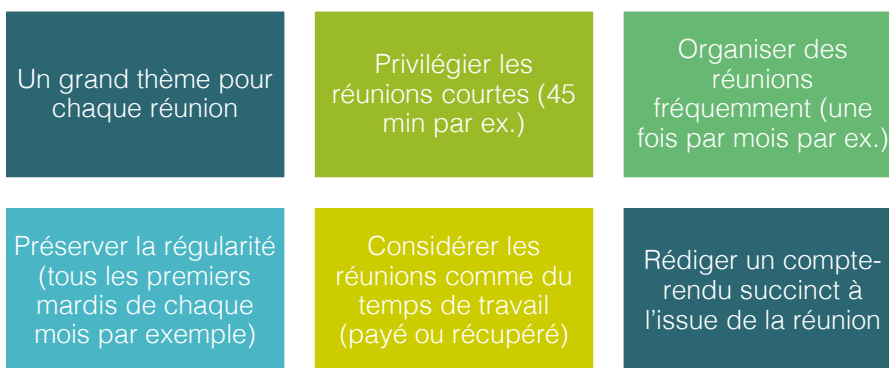 Un grand thème pour
chaque réunion
Privilégier les
réunions courtes (45
min par ex.)
Organiser des
réunions
fréquemment (une
fois par mois par ex.)
Préserver la régularité
(tous les premiers
mardis de chaque
mois par exemple)
Considérer les
réunions comme du
temps de travail
(payé ou récupéré)
Rédiger un compte-
rendu succinct à
l’issue de la réunion